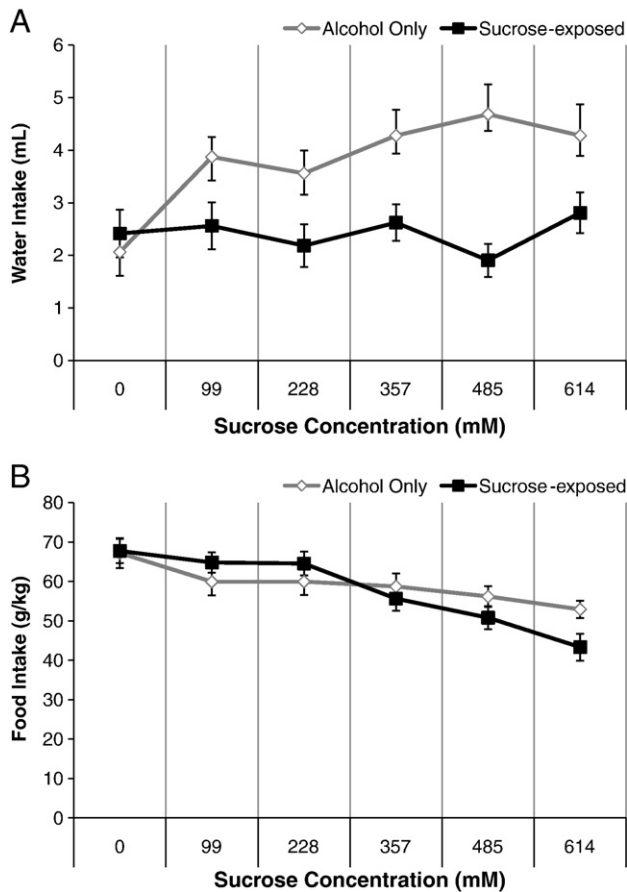 A
Alcohol Only Sucrose-exposed
6
5
4
3
2
1
0
Water Intake (mL)
0 99 228 357 485 614
Sucrose Concentration (mM)
B
Alcohol Only Sucrose-exposed
80
70
60
50
40
30
20
10
0
Food Intake (g/kg)
0 99 228 357 485 614
Sucrose Concentration (mM)